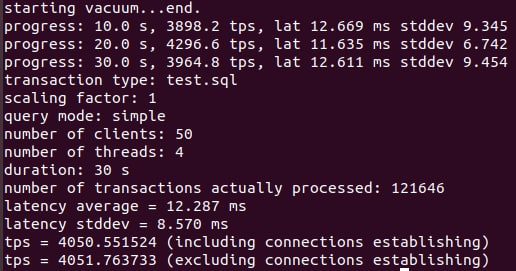 starting vacuum...end.
progress: 10.0 s, 3898.2 tps, lat 12.669 ms stddev 9.345
progress: 20.0 s, 4296.6 tps, lat 11.635 ms stddev 6.742
progress: 30.0 s, 3964.8 tps, lat 12.611 ms stddev 9.454
transaction type: test.sql
scaling factor: 1
query mode: simple
number of clients: 50
number of threads: 4
duration: 30 s
number of transactions actually processed: 121646
latency average = 12.287 ms
latency stddev = 8.570 ms
tps = 4050.551524 (including connections establishing)
tps = 4051.763733 (excluding connections establishing)